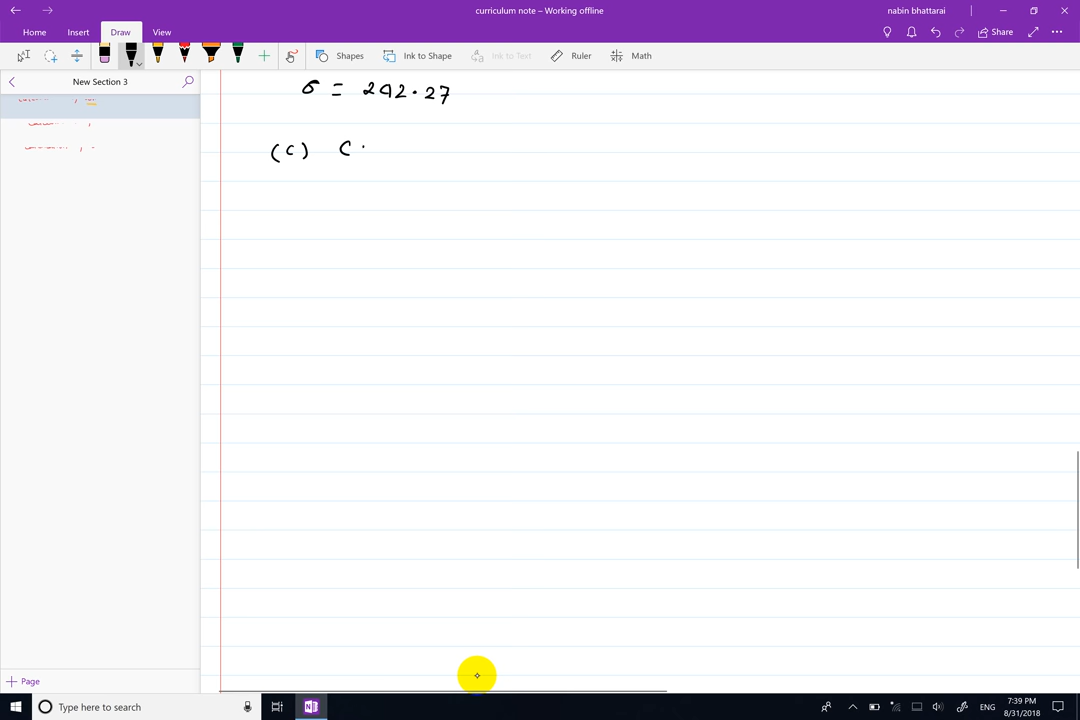 curriculum note – Working offline
nabin bhattarai
Home Insert Draw View
Share
Shapes Ink to Shape Ink to Text Ruler Math
New Section 3
σ = 242.27
(c) C.
Page
Type here to search
ENG
7:39 PM
8/31/2018